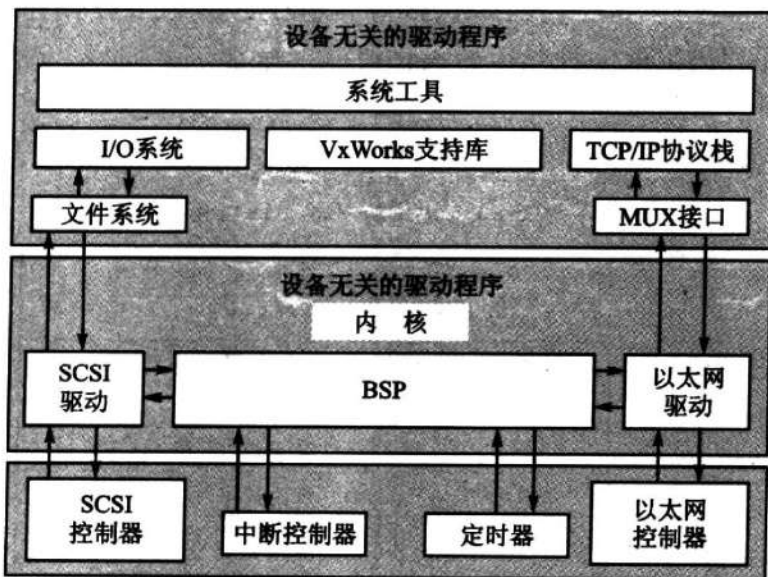 设备无关的驱动程序
系统工具
I/O系统
VxWorks支持库
TCP/IP协议栈
文件系统
MUX接口
设备无关的驱动程序
内 核
SCSI
驱动
BSP
以太网
驱动
SCSI
控制器
中断控制器
定时器
以太网
控制器